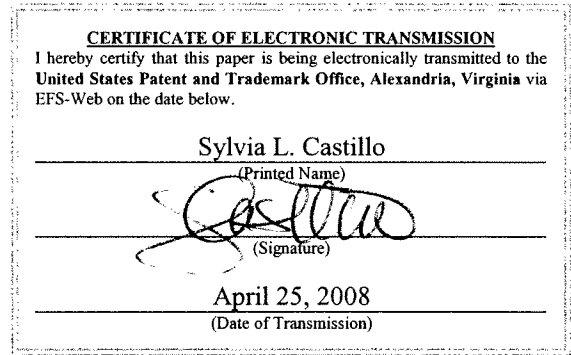 CERTIFICATE OF ELECTRONIC TRANSMISSION
I hereby certify that this paper is being electronically transmitted to the
United States Patent and Trademark Office, Alexandria, Virginia via
EFS-Web on the date below.
Sylvia L. Castillo
(Printed Name)
SCastillo
(Signature)
April 25, 2008
(Date of Transmission)